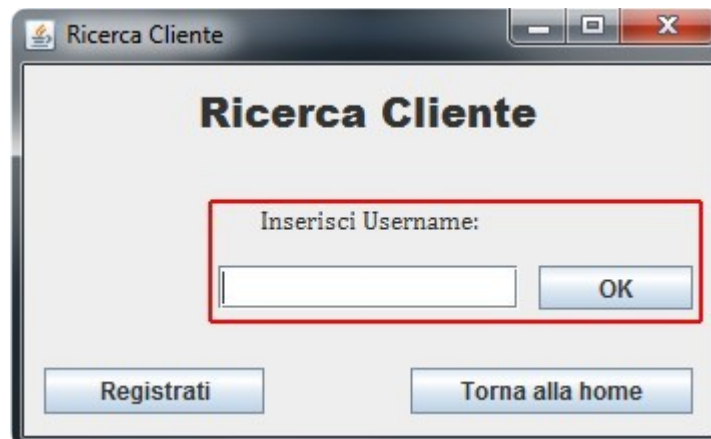 Ricerca Cliente
Ricerca Cliente
Inserisci Username:
OK
Registrati
Torna alla home